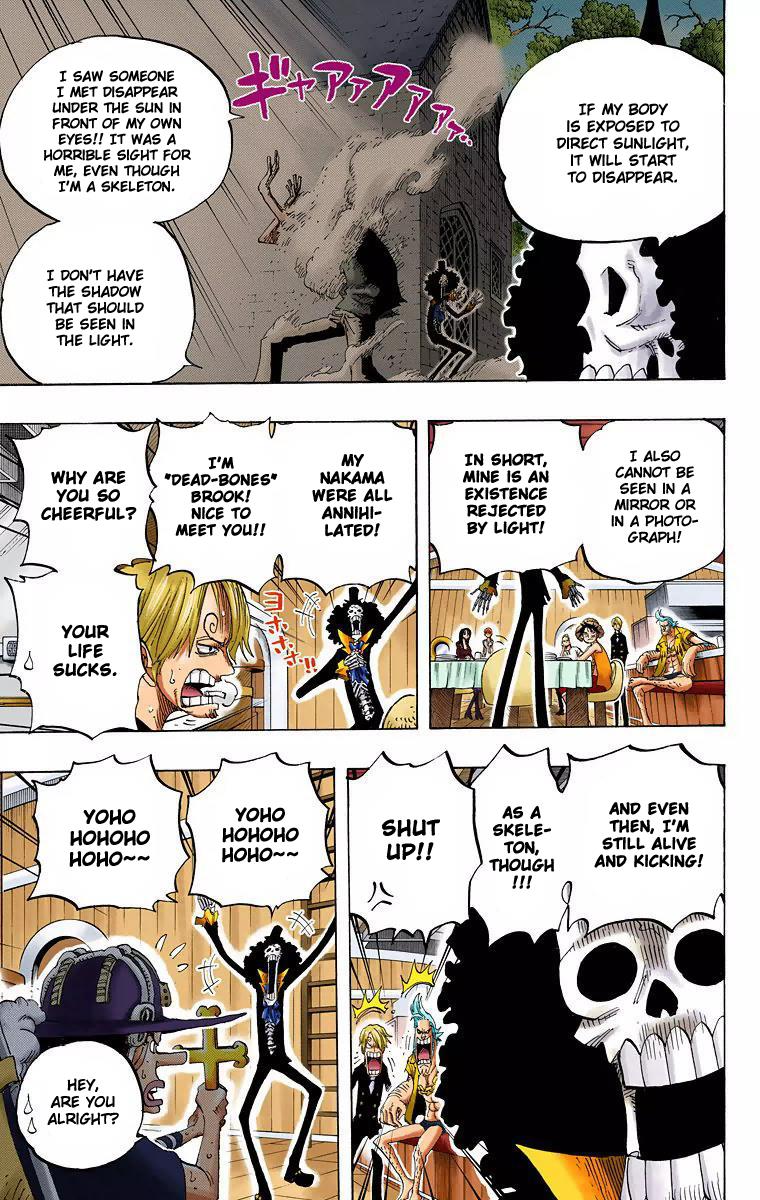 IF MY BODY
IS EXPOSED TO
DIRECT SUNLIGHT,
IT WILL START
TO DISAPPEAR.
ギャアァアァアァ..
I SAW SOMEONE
I MET DISAPPEAR
UNDER THE SUN IN
FRONT OF MY OWN
EYES!! IT WAS A
HORRIBLE SIGHT FOR
ME, EVEN THOUGH
I'M A SKELETON.
I DON'T HAVE
THE SHADOW
THAT SHOULD
BE SEEN IN
THE LIGHT.
I ALSO
CANNOT BE
SEEN IN A
MIRROR OR
IN A PHOTO-
GRAPH!
IN SHORT,
MINE IS AN
EXISTENCE
REJECTED
BY LIGHT!
MY
NAKAMA
WERE ALL
ANNIHI-
LATED!
I'M
"DEAD-BONES"
BROOK!
NICE TO
MEET YOU!!
ヨホホホ!!
WHY ARE
YOU SO
CHEERFUL?
YOUR
LIFE
SUCKS.
AND EVEN
THEN, I'M
STILL ALIVE
AND KICKING!
AS A
SKELE-
TON,
THOUGH
!!!
SHUT
UP!!
YOHO
HOHOHO
HOHO~~
YOHO
HOHOHO
HOHO~~
HEY,
ARE YOU
ALRIGHT?